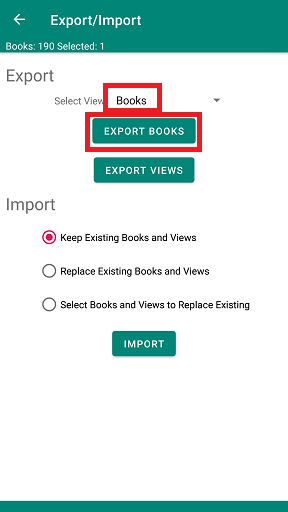 Export/Import
Books: 190 Selected: 1
Export
Select View Books
EXPORT BOOKS
EXPORT VIEWS
Import
Keep Existing Books and Views
Replace Existing Books and Views
Select Books and Views to Replace Existing
IMPORT